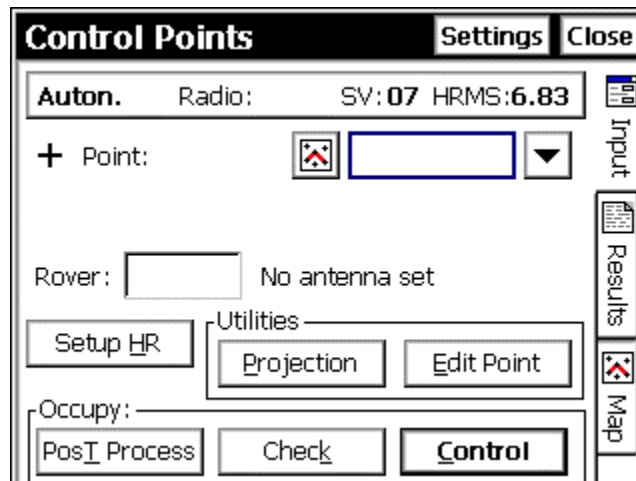 Control Points Settings Close
Auton. Radio: SV:07 HRMS:6.83
+ Point:
Rover: No antenna set
Setup HR
Utilities
Projection Edit Point
Occupy:
PosT Process Check Control
Input
Results
Map